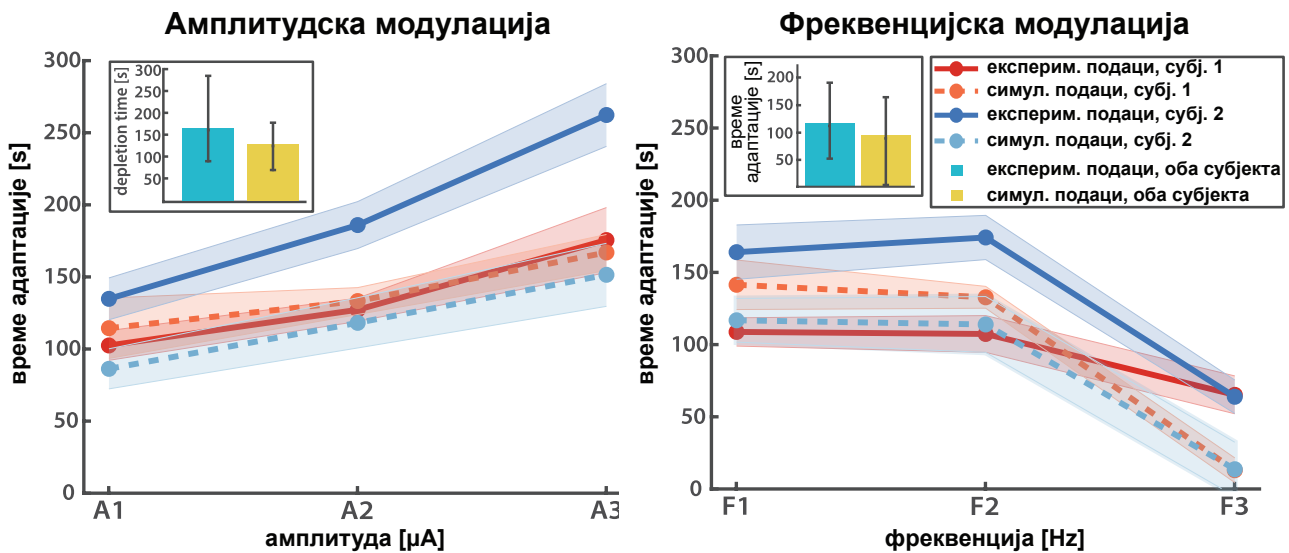 Амплитудска модулација
време адаптације [s]
300
250
200
150
100
50
0
depletion time [s]
300
250
200
150
100
50
A1
A2
A3
амплитуда [µA]
Фреквенцијска модулација
време адаптације [s]
300
250
200
150
100
50
0
време
адаптације [s]
200
150
100
50
експерим. подаци, субј. 1
симул. подаци, субј. 1
експерим. подаци, субј. 2
симул. подаци, субј. 2
експерим. подаци, оба субјекта
симул. подаци, оба субјекта
F1
F2
F3
фреквенција [Hz]